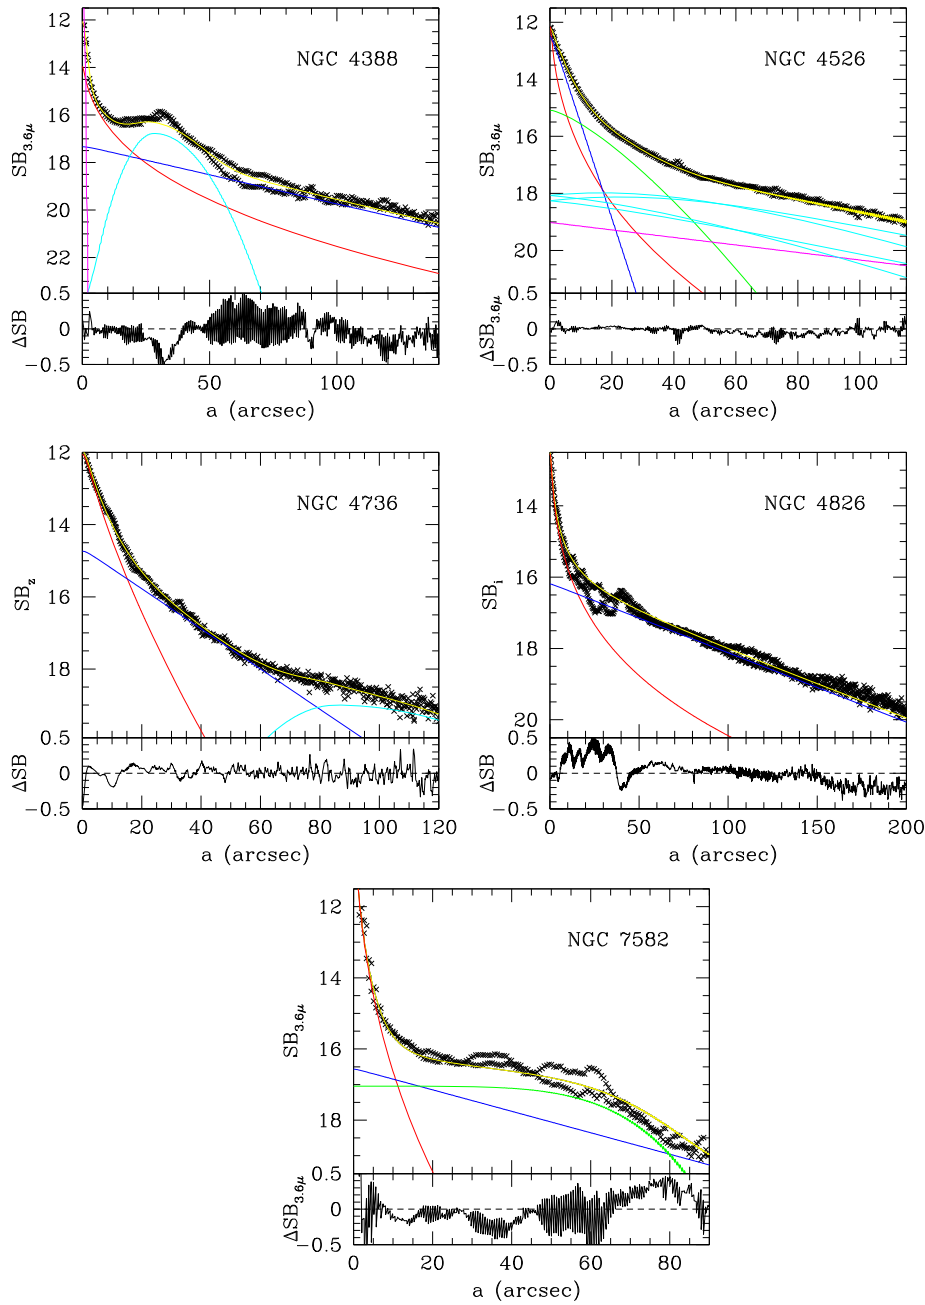 12
14
16
18
20
22
SB3.6μ
NGC 4388
0.5
0
−0.5
ΔSB
0 50 100
a (arcsec)
12
14
16
18
20
22
SB3.6μ
NGC 4526
0.5
0
−0.5
ΔSB3.6μ
0 20 40 60 80 100
a (arcsec)
12
14
16
18
SBz
NGC 4736
0.5
0
−0.5
ΔSB
0 20 40 60 80 100 120
a (arcsec)
14
16
18
20
SBi
NGC 4826
0.5
0
−0.5
ΔSB
0 50 100 150 200
a (arcsec)
12
14
16
18
SB3.6μ
NGC 7582
0.5
0
−0.5
ΔSB3.6μ
0 20 40 60 80
a (arcsec)